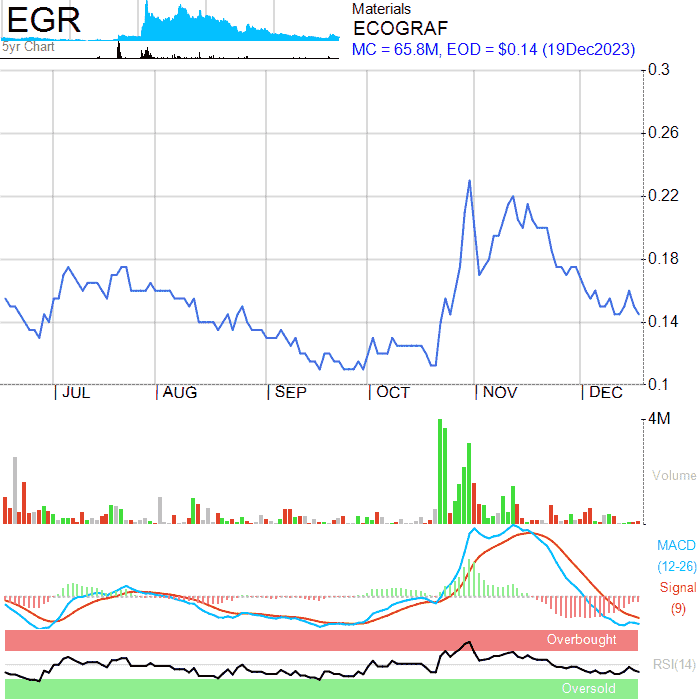 EGR
5yr Chart
Materials
ECOGRAF
MC = 65.8M, EOD = $0.14 (19Dec2023)
0.3
0.26
0.22
0.18
0.14
0.1
JUL AUG SEP OCT NOV DEC
4M
Volume
MACD
(12-26)
Signal
(9)
Overbought
RSI(14)
Oversold